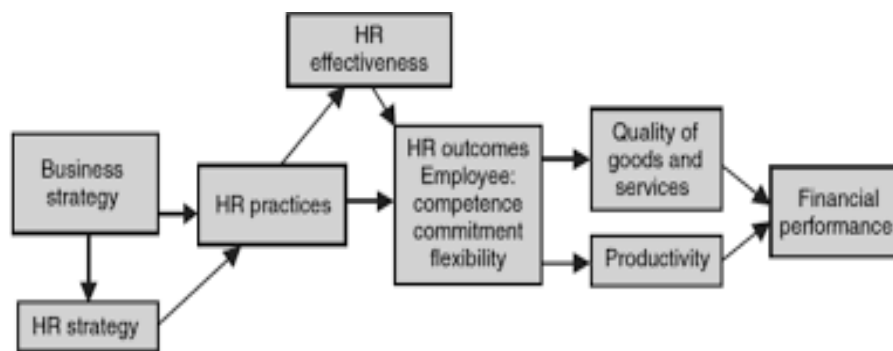 HR
effectiveness
Business
strategy
HR strategy
HR practices
HR outcomes
Employee:
competence
commitment
flexibility
Quality of
goods and
services
Productivity
Financial
performance